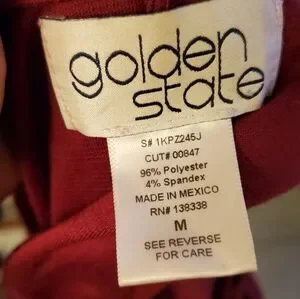 golden
state
S# 1KPZ245J
CUT# 00847
96% Polyester
4% Spandex
MADE IN MEXICO
RN# 138338
M
SEE REVERSE
FOR CARE